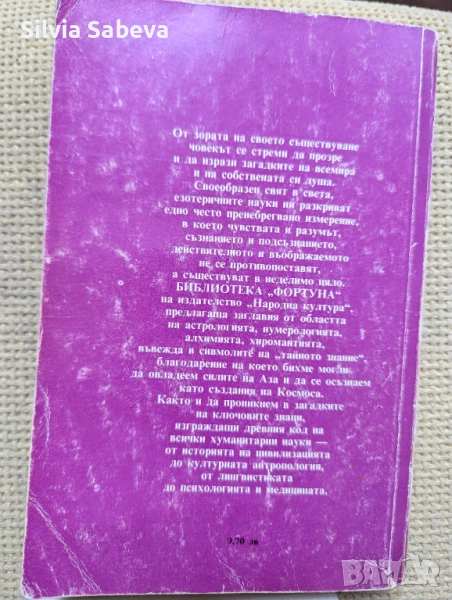 Silvia Sabeva
От зората на своето съществуване
човекът се стреми да прозре
и да изрази загадките на всемира
и на собствената си душа.
Своеобразен свят в света,
езотеричните науки ни разкриват
едно често пренебрегвано измерение,
в което чувствата и разумът,
съзнанието и подсъзнанието,
действителното и въображаемото
не се противопоставят,
а съществуват в неделимо цяло.
БИБЛИОТЕКА „ФОРТУНА“
на издателство „Народна култура“,
предлагаща заглавия от областта
на астрологията, нумерологията,
алхимията, хиромантията,
въвежда в сивмолите на „тайното знание“,
благодарение на което бихме могли
да овладеем силите на Аза и да се осъзнаем
като създания на Космоса.
Както и да проникнем в загадките
на ключовите знаци,
изграждащи древния код на
всички хуманитарни науки —
от историята на цивилизацията
до културната антропология,
от лингвистиката
до психологията и медицината.
9,70 лв
BAZAR